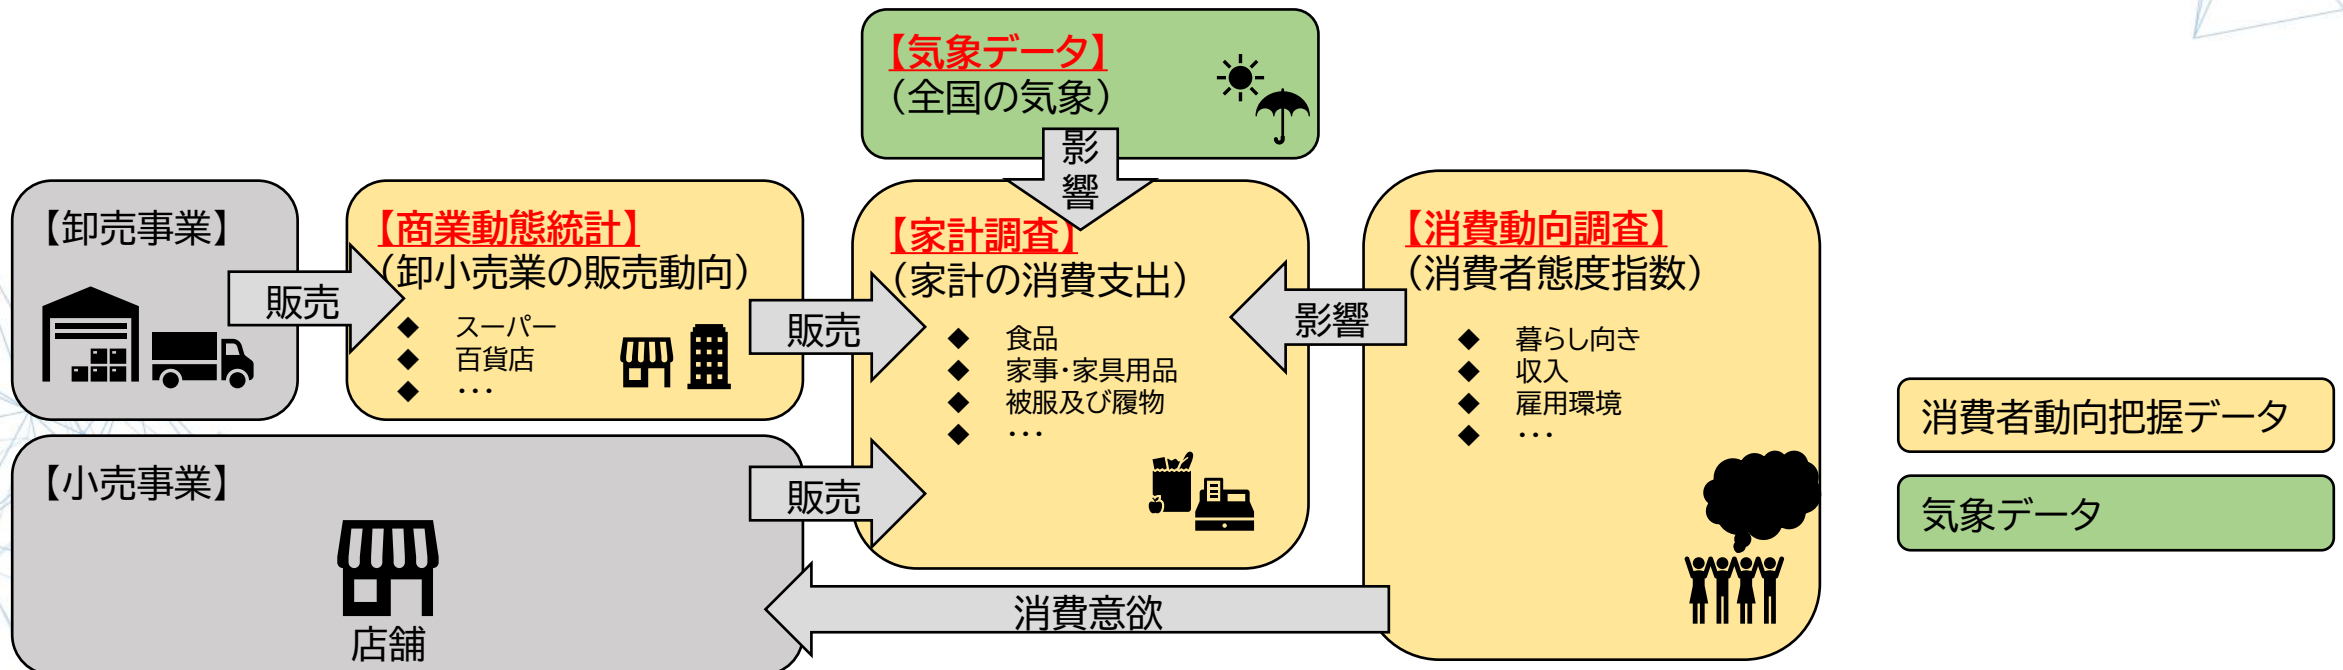 【気象データ】
（全国の気象）
影
響
【卸売事業】
販売
【商業動態統計】
（卸小売業の販売動向）
◆ スーパー
◆ 百貨店
◆ ･･･
販売
【家計調査】
（家計の消費支出）
◆ 食品
◆ 家事･家具用品
◆ 被服及び履物
◆ ･･･
影響
【消費動向調査】
（消費者態度指数）
◆ 暮らし向き
◆ 収入
◆ 雇用環境
◆ ･･･
【小売事業】
店舗
販売
消費意欲
消費者動向把握データ
気象データ